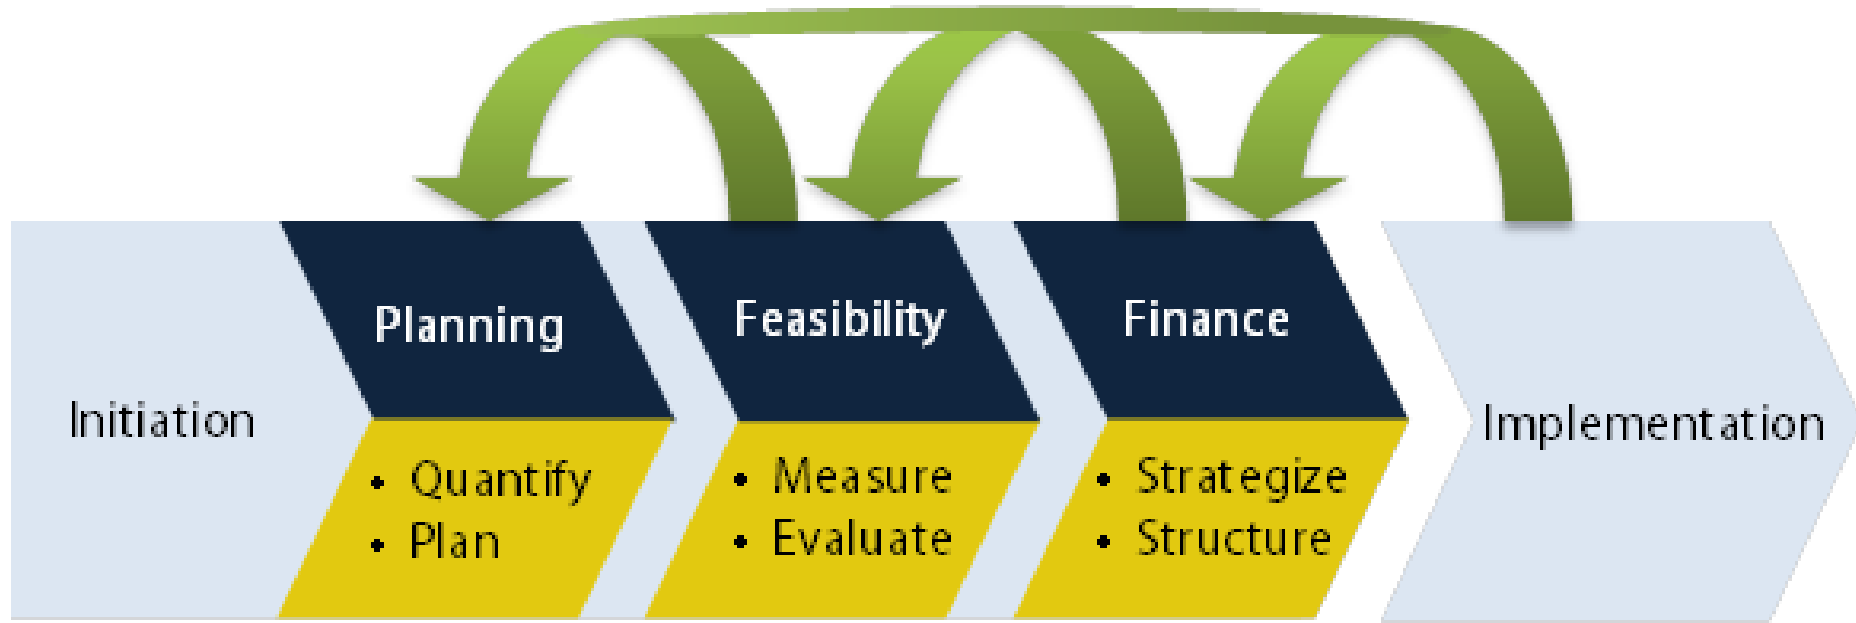 Initiation
Planning
• Quantify
• Plan
Feasibility
• Measure
• Evaluate
Finance
• Strategize
• Structure
Implementation